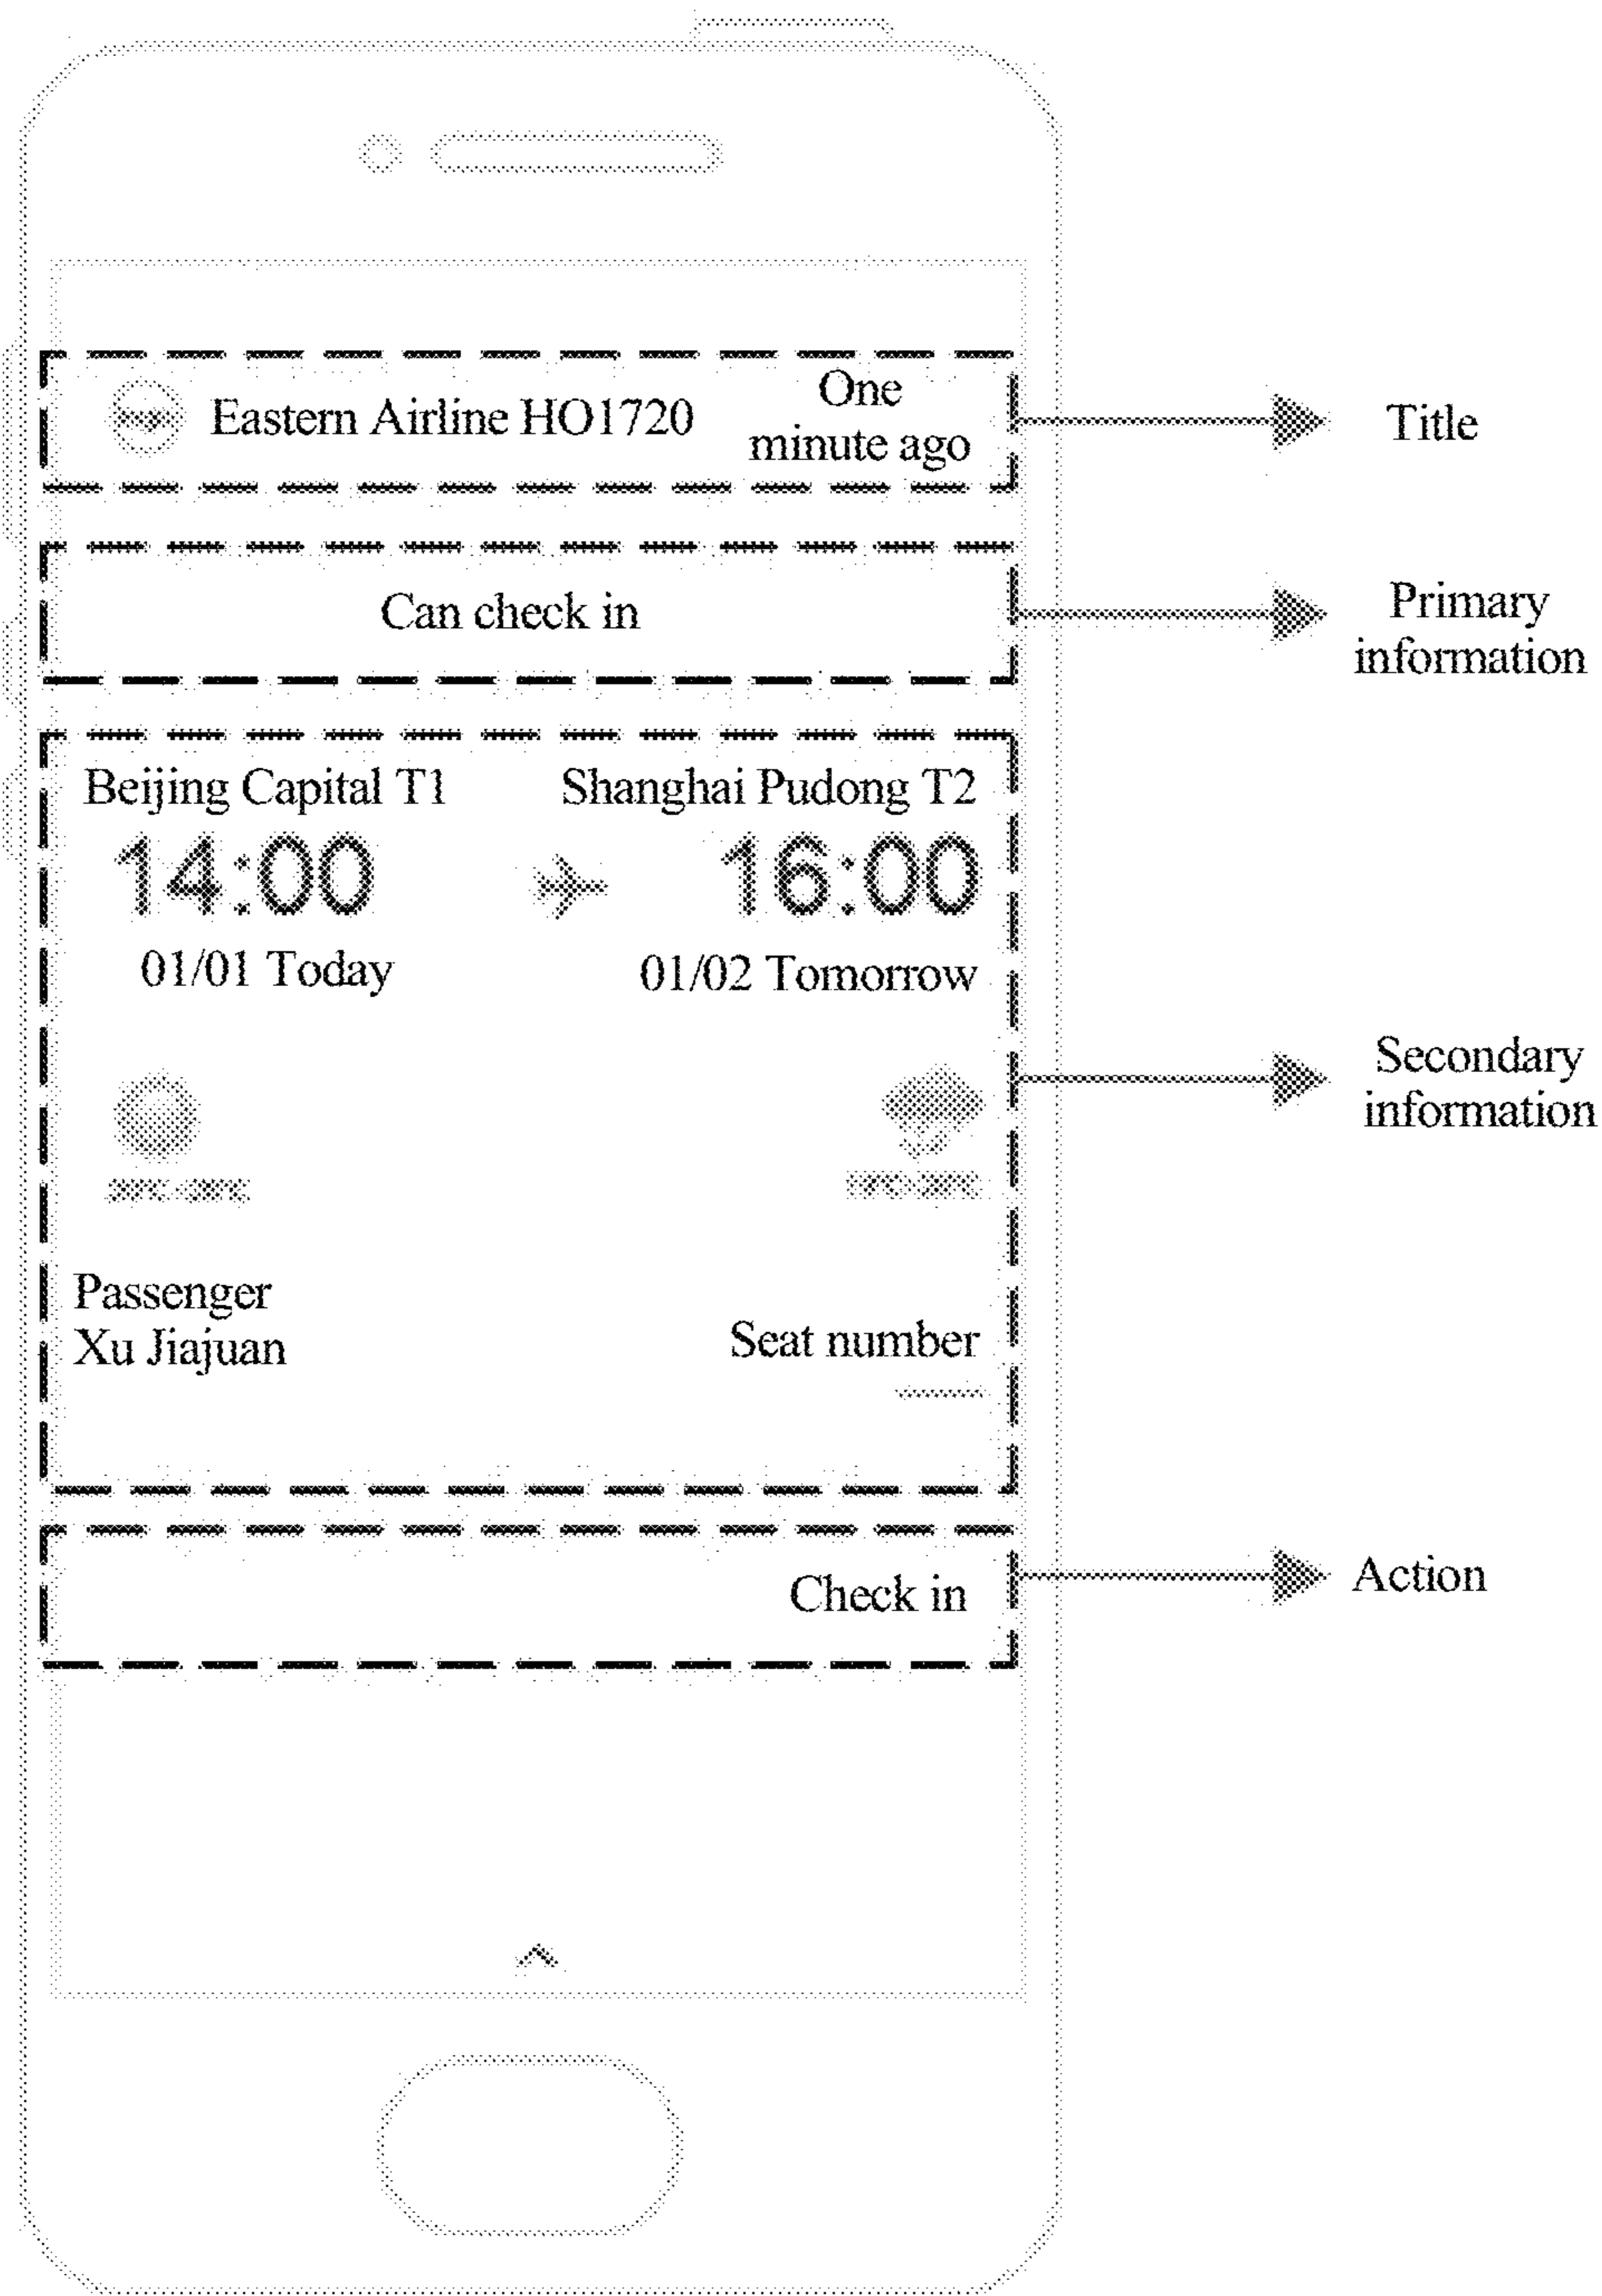 Eastern Airline HO1720
One
minute ago
Title
Can check in
Primary
information
Beijing Capital T1
Shanghai Pudong T2
14:00
16:00
01/01 Today
01/02 Tomorrow
Secondary
information
Passenger
Xu Jiajuan
Seat number
Check in
Action